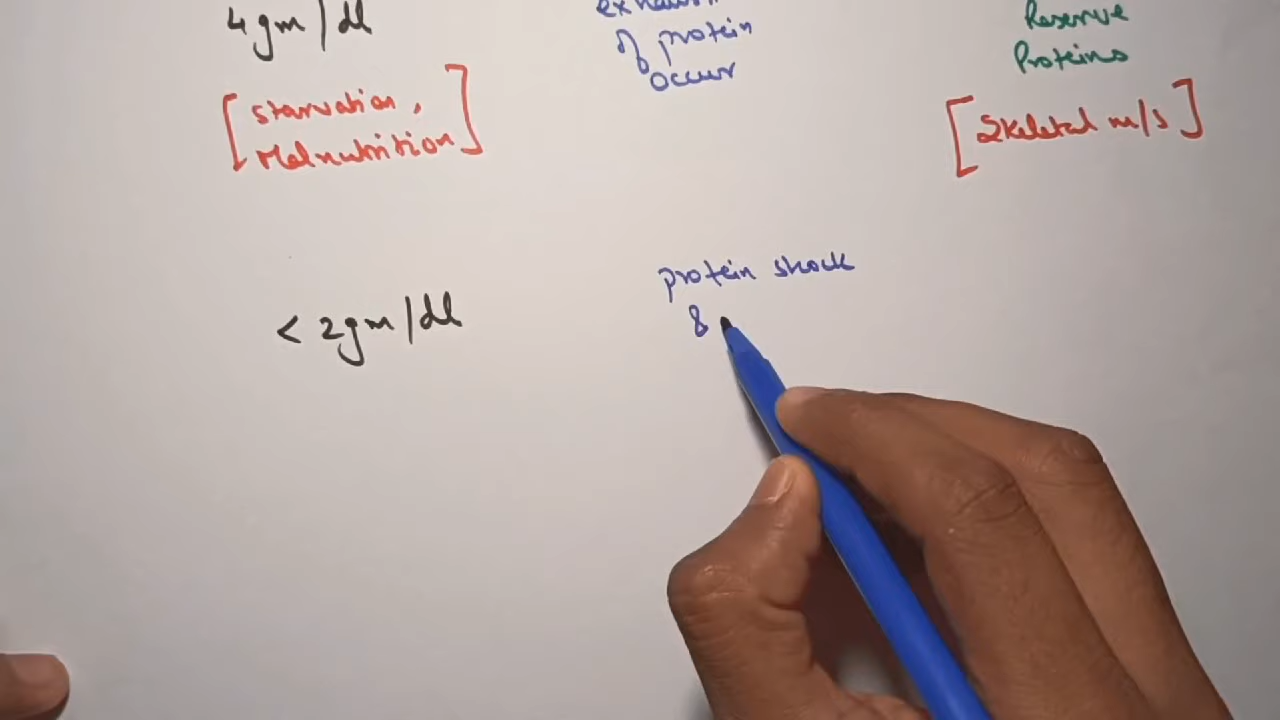 4gm/dl
of protein
occur
Reserve
Proteins
[starvation,
Malnutrition]
[Skeletal m/s]
< 2gm/dl
protein shock
&